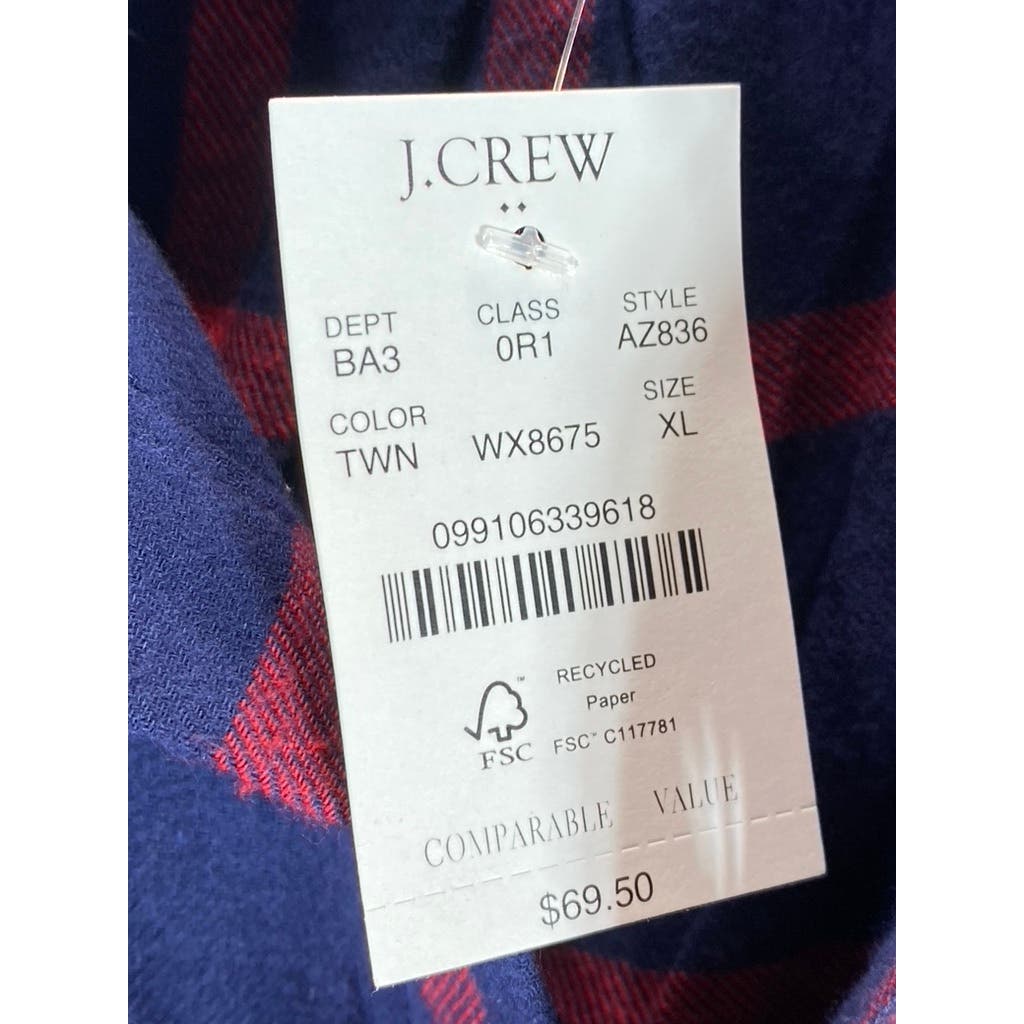 J.CREW
DEPT CLASS STYLE
BA3 0R1 AZ836
COLOR SIZE
TWN WX8675 XL
099106339618
RECYCLED
Paper
FSC™ FSC™ C117781
COMPARABLE VALUE
$69.50